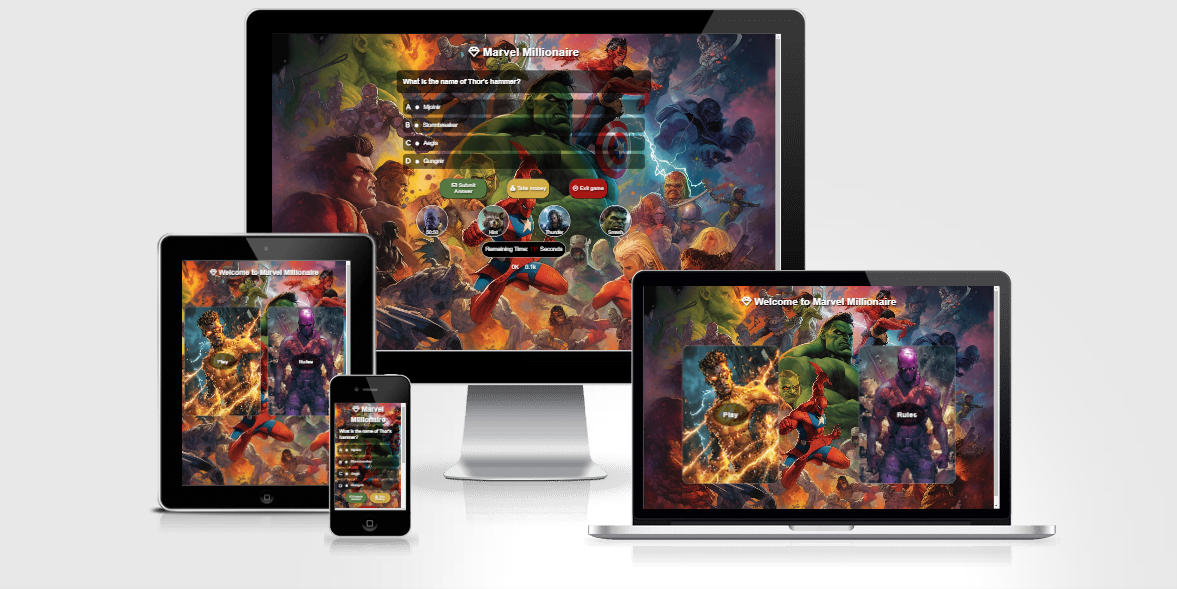 Marvel Millionaire
What is the name of Thor's hammer?
A Mjolnir
B Stormbreaker
C Aegis
D Gungnir
Submit
Answer
Take money
Exit game
50:50
Hint
Thunder
Smash
Remaining Time: Seconds
0K 0.1k
Welcome to Marvel Millionaire
Play
Rules
Marvel
Millionaire
What is the name of Thor's
hammer?
A Mjolnir
B Stormbreaker
C Aegis
D Gungnir
Welcome to Marvel Millionaire
Play
Rules